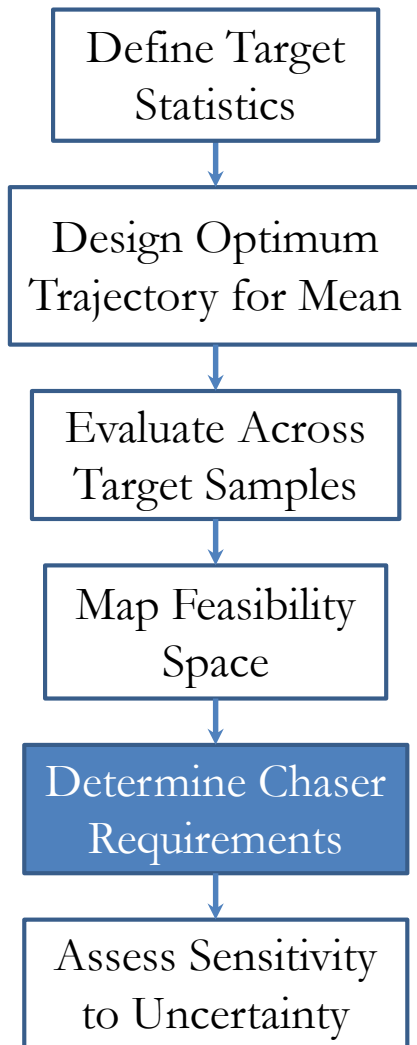 Define Target
Statistics
Design Optimum
Trajectory for Mean
Evaluate Across
Target Samples
Map Feasibility
Space
Determine Chaser
Requirements
Assess Sensitivity
to Uncertainty